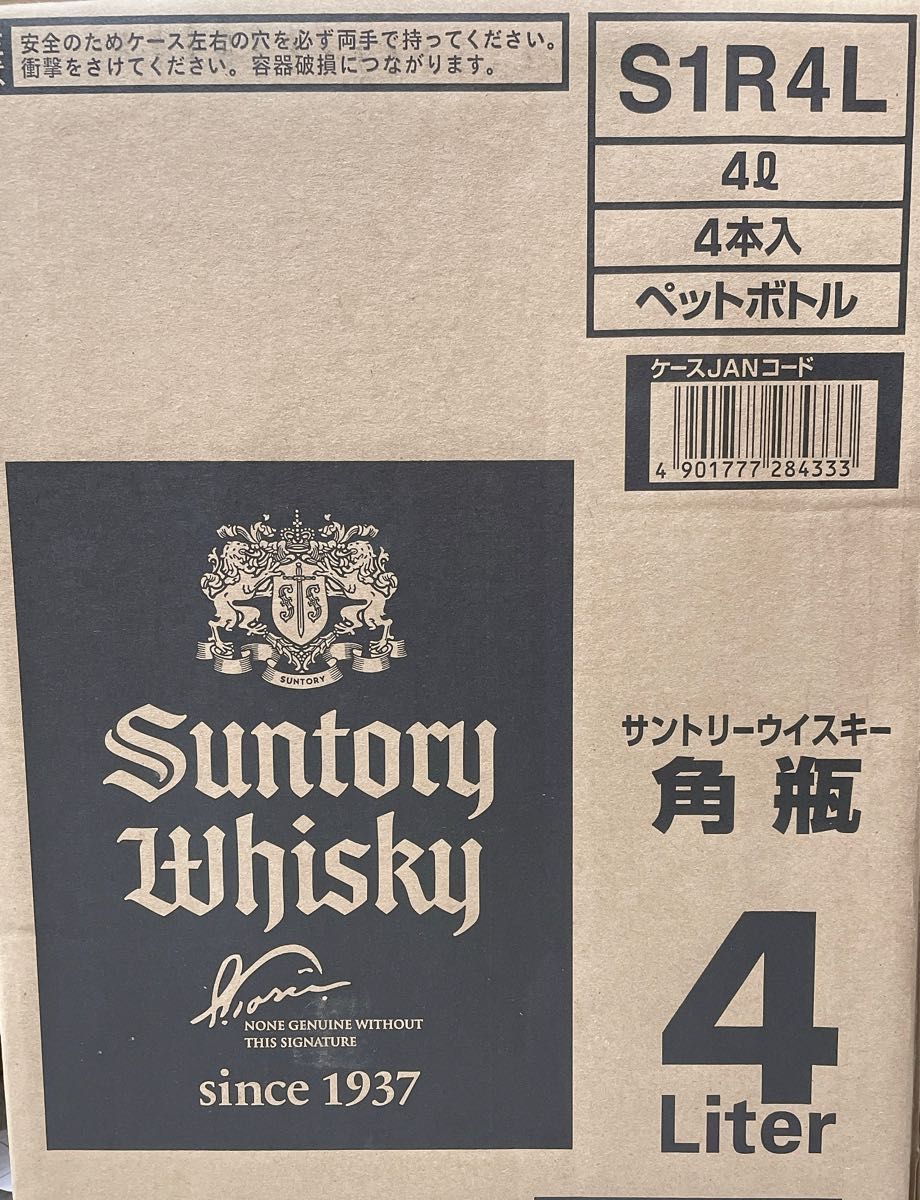 安全のためケース左右の穴を必ず両手で持ってください。
衝撃をさけてください。容器破損につながります。
S1R4L
4ℓ
4本入
ペットボトル
ケースJANコード
4 901777 284333
SUNTORY
Suntory
Whisky
NONE GENUINE WITHOUT
THIS SIGNATURE
since 1937
サントリーウイスキー
角瓶
4
Liter